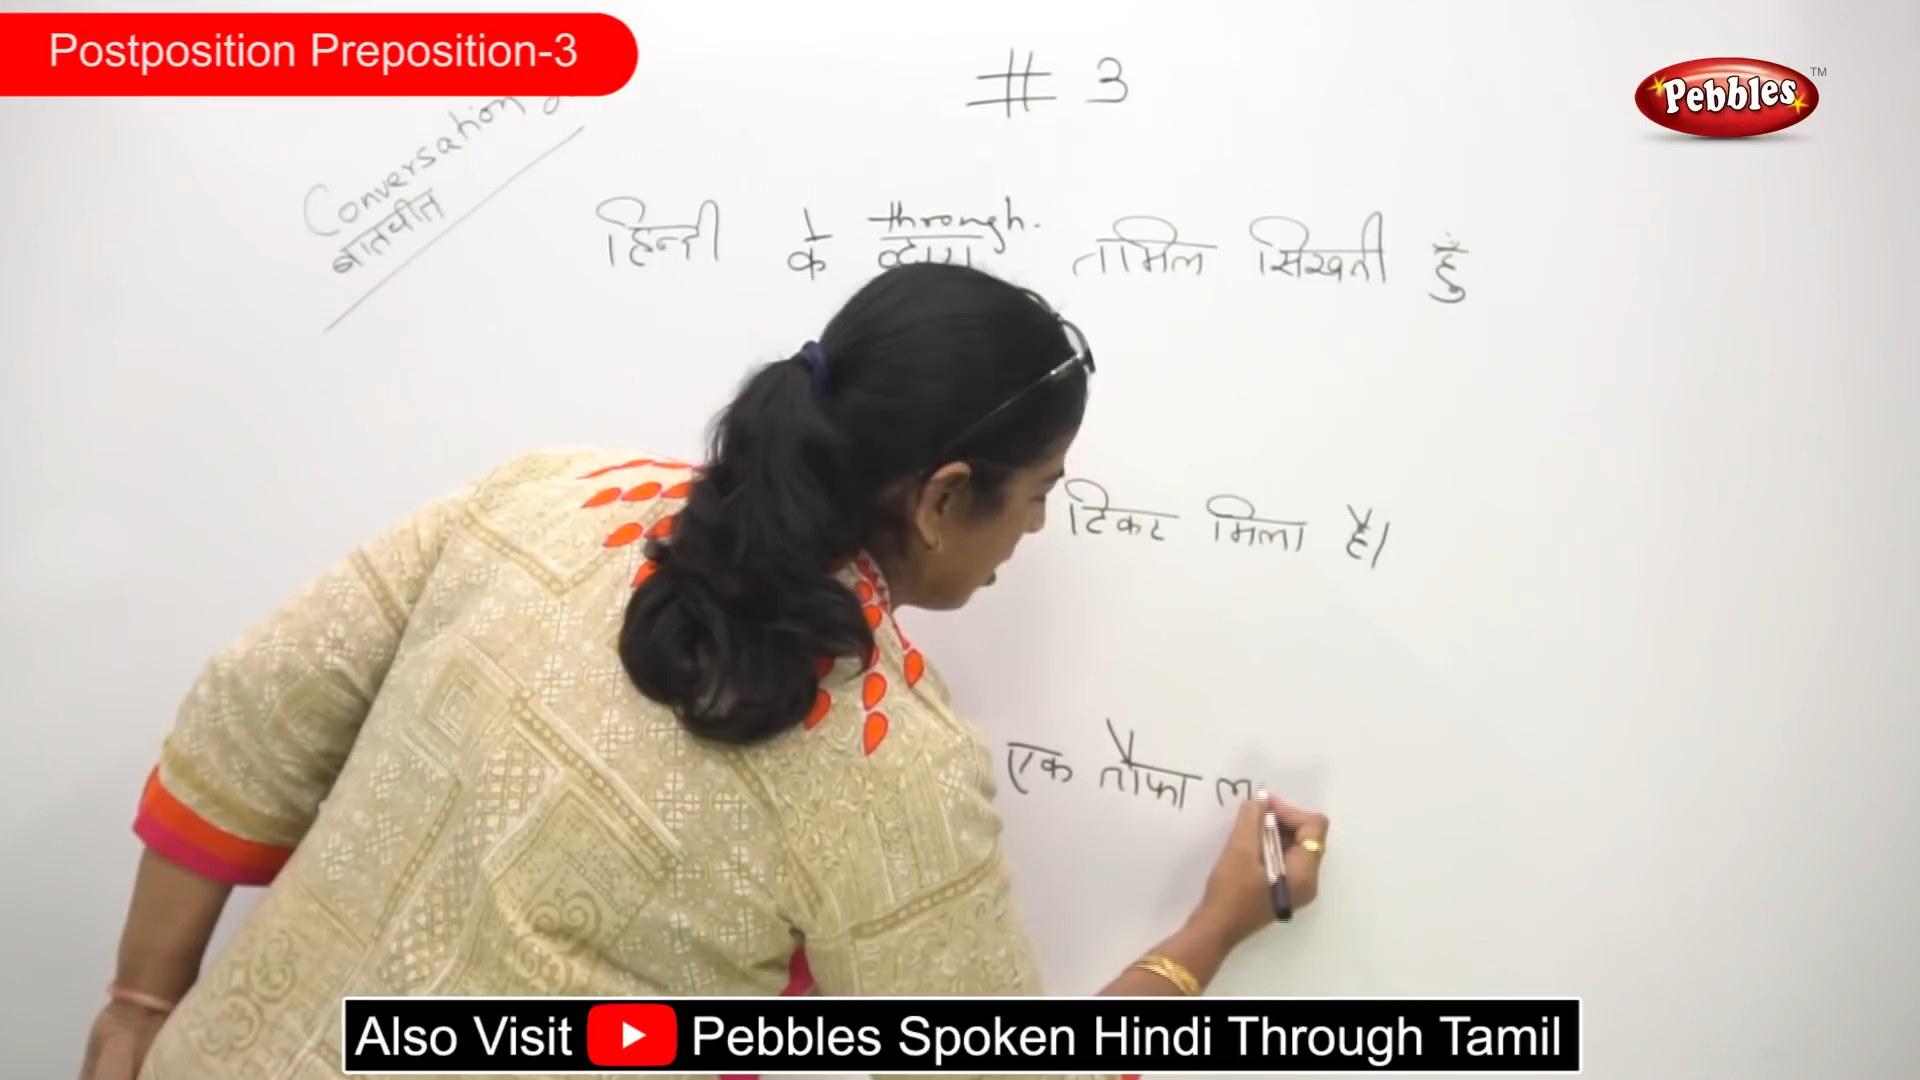 Postposition Preposition-3
# 3
Pebbles TM
Conversation
बातचीत
through.
हिन्दी के द्वारा तामिल सिखती हुँ
टिकट मिला है।
एक तोफा ल
Also Visit Pebbles Spoken Hindi Through Tamil